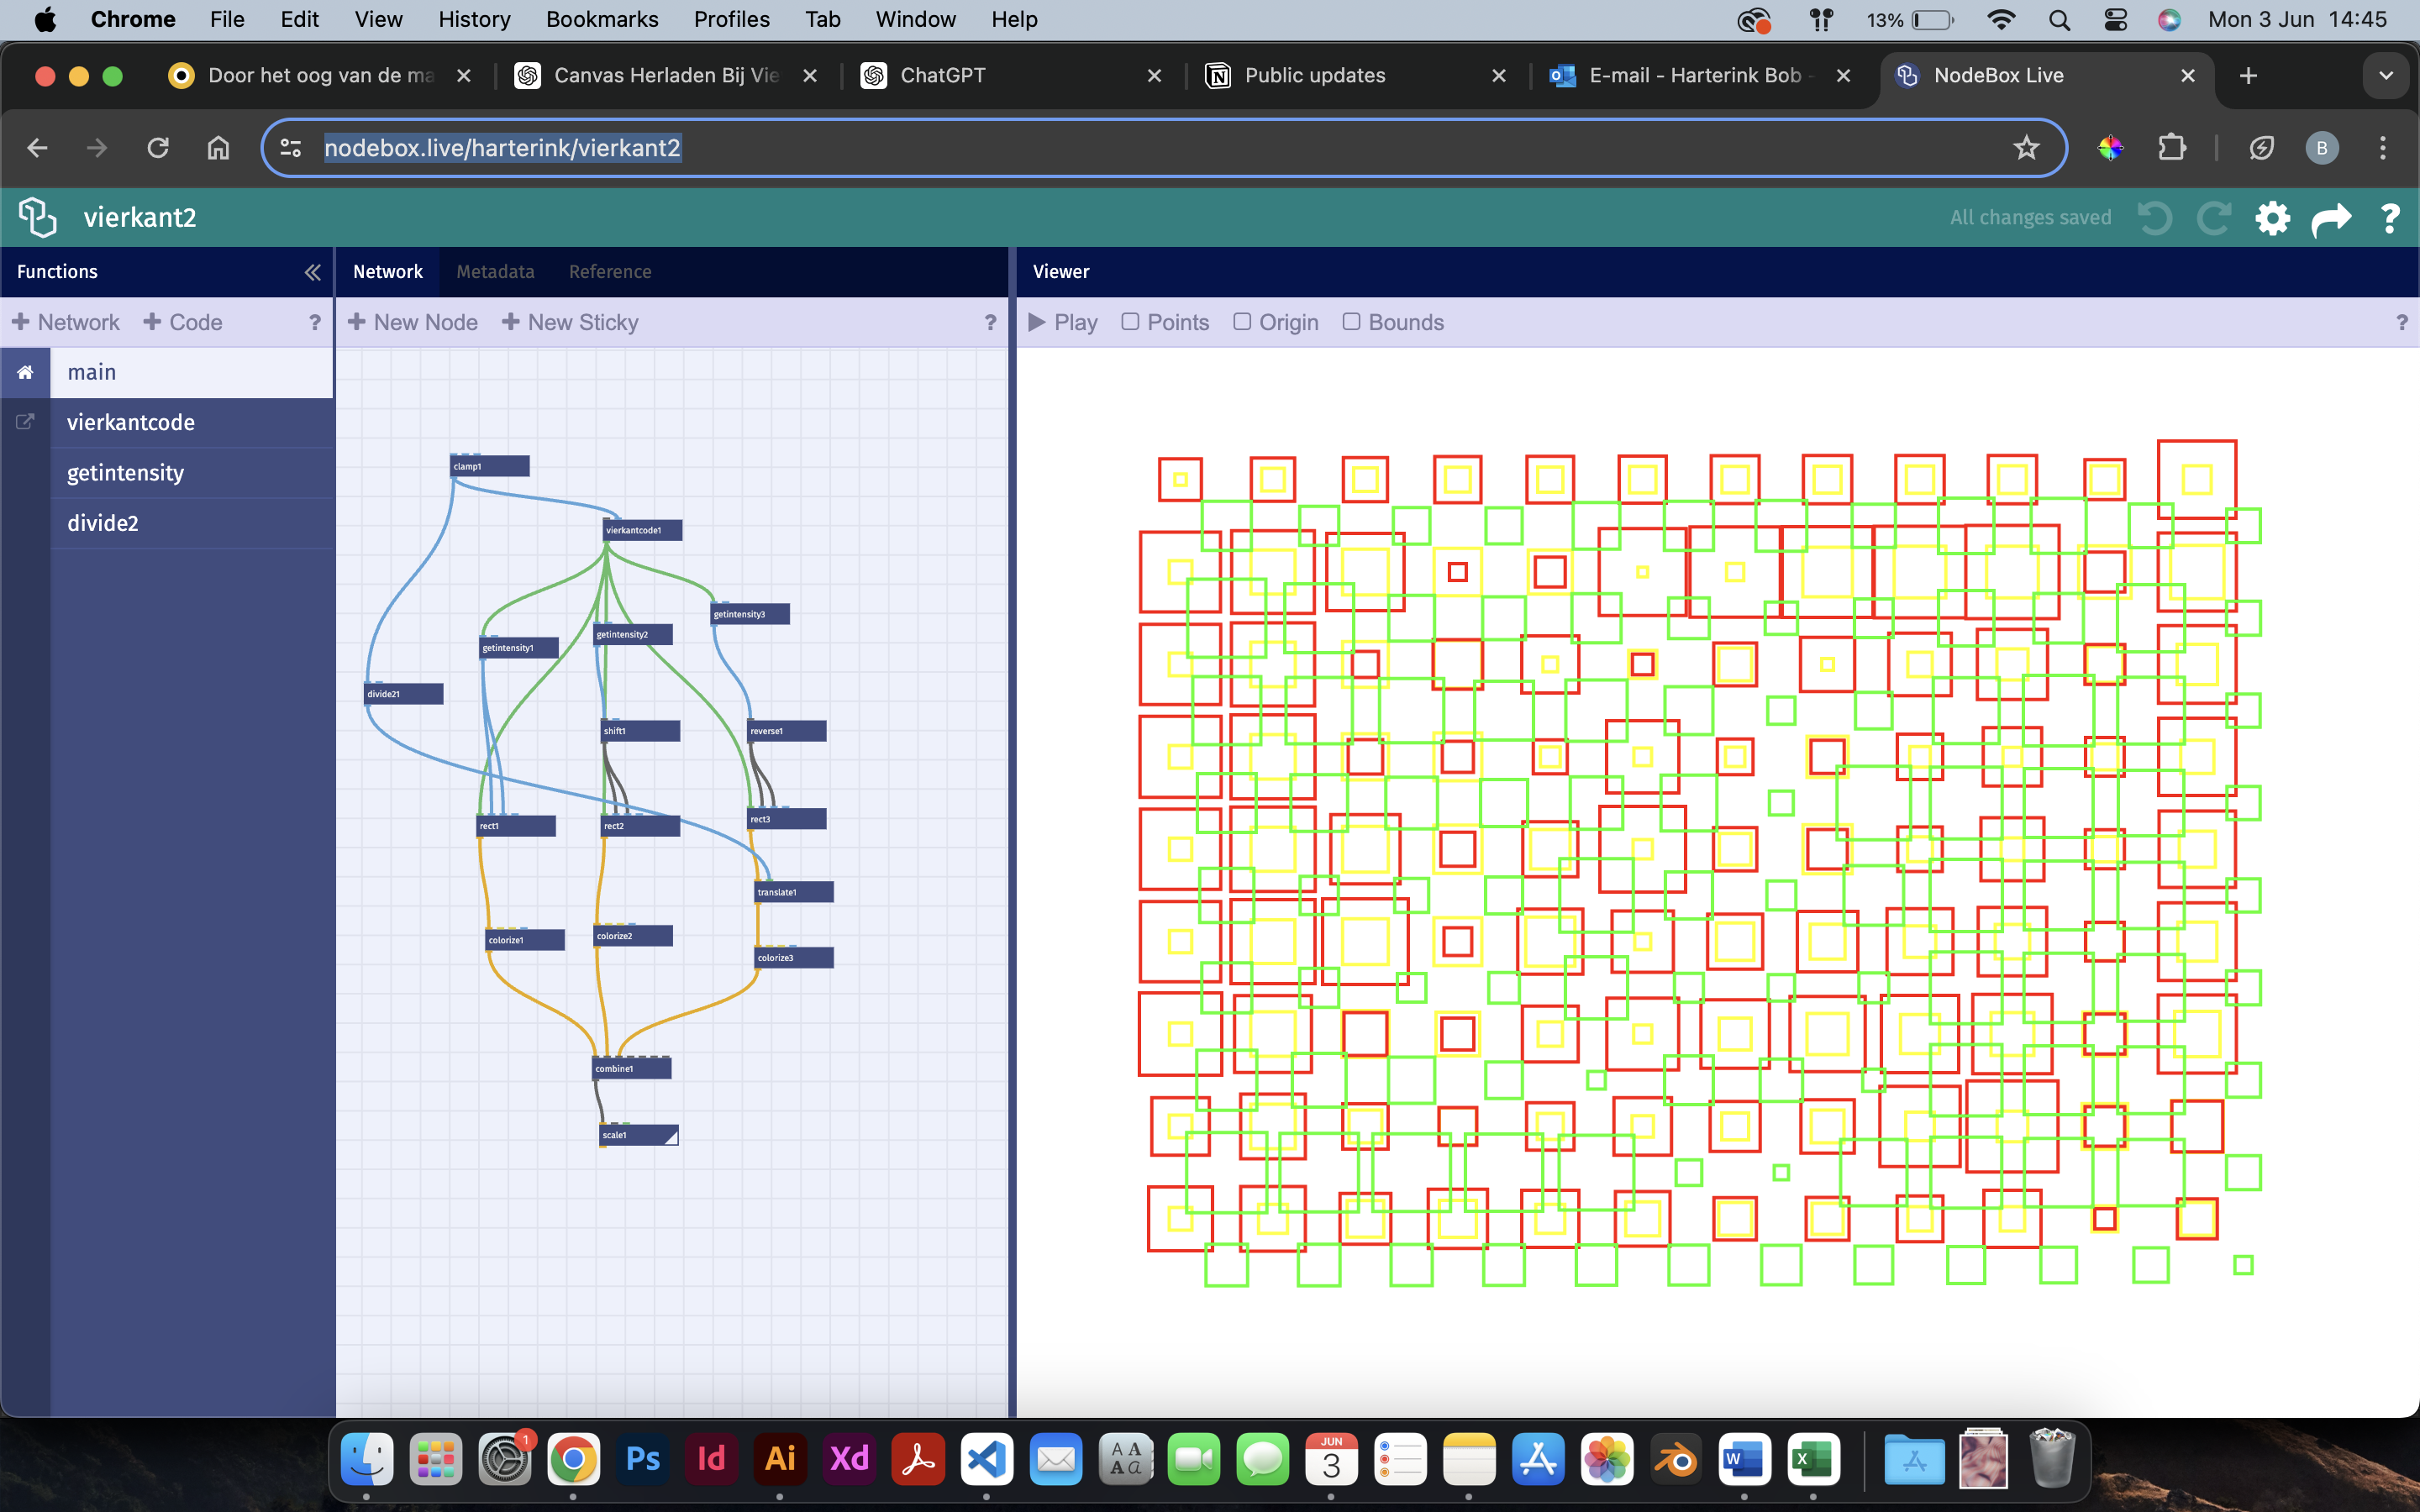 Chrome File Edit View History Bookmarks Profiles Tab Window Help 13% Mon 3 Jun 14:45
Door het oog van de ma Canvas Herladen Bij Vie ChatGPT Public updates E-mail - Harterink Bob - NodeBox Live
nodebox.live/harterink/vierkant2 B
vierkant2 All changes saved ?
Functions Network Metadata Reference Viewer
Network Code ? New Node New Sticky ? Play Points Origin Bounds ?
main
vierkantcode
getintensity
divide2
clamp1
vierkantcode1
getintensity3
getintensity2
getintensity1
divide21
shift1
reverse1
rect1
rect2
rect3
translate1
colorize1
colorize2
colorize3
combine1
scale1
1 Ps Id Ai Xd JUN 3 W X